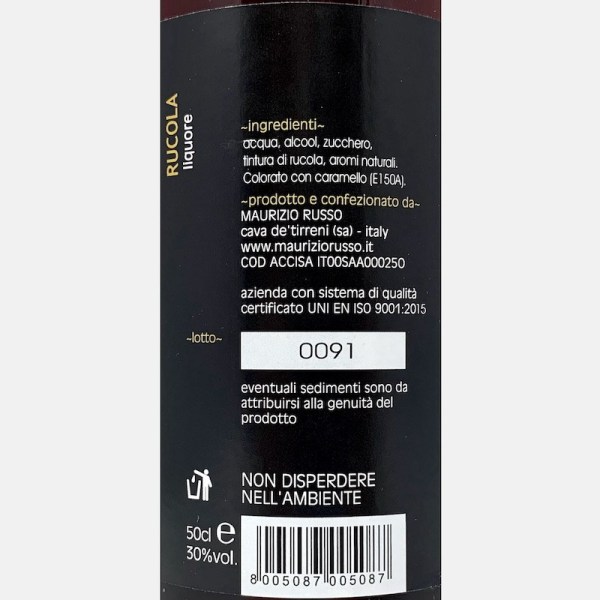 RUCOLA
liquore
~ingredienti~
acqua, alcool, zucchero,
tintura di rucola, aromi naturali.
Colorato con caramello (E150A).
~prodotto e confezionato da~
MAURIZIO RUSSO
cava de'tirreni (sa) - italy
www.mauriziorusso.it
COD ACCISA IT00SAA000250
azienda con sistema di qualità
certificato UNI EN ISO 9001:2015
~lotto~
0091
eventuali sedimenti sono da
attribuirsi alla genuità del
prodotto
NON DISPERDERE
NELL'AMBIENTE
50cl e
30%vol.
8 005087 005087